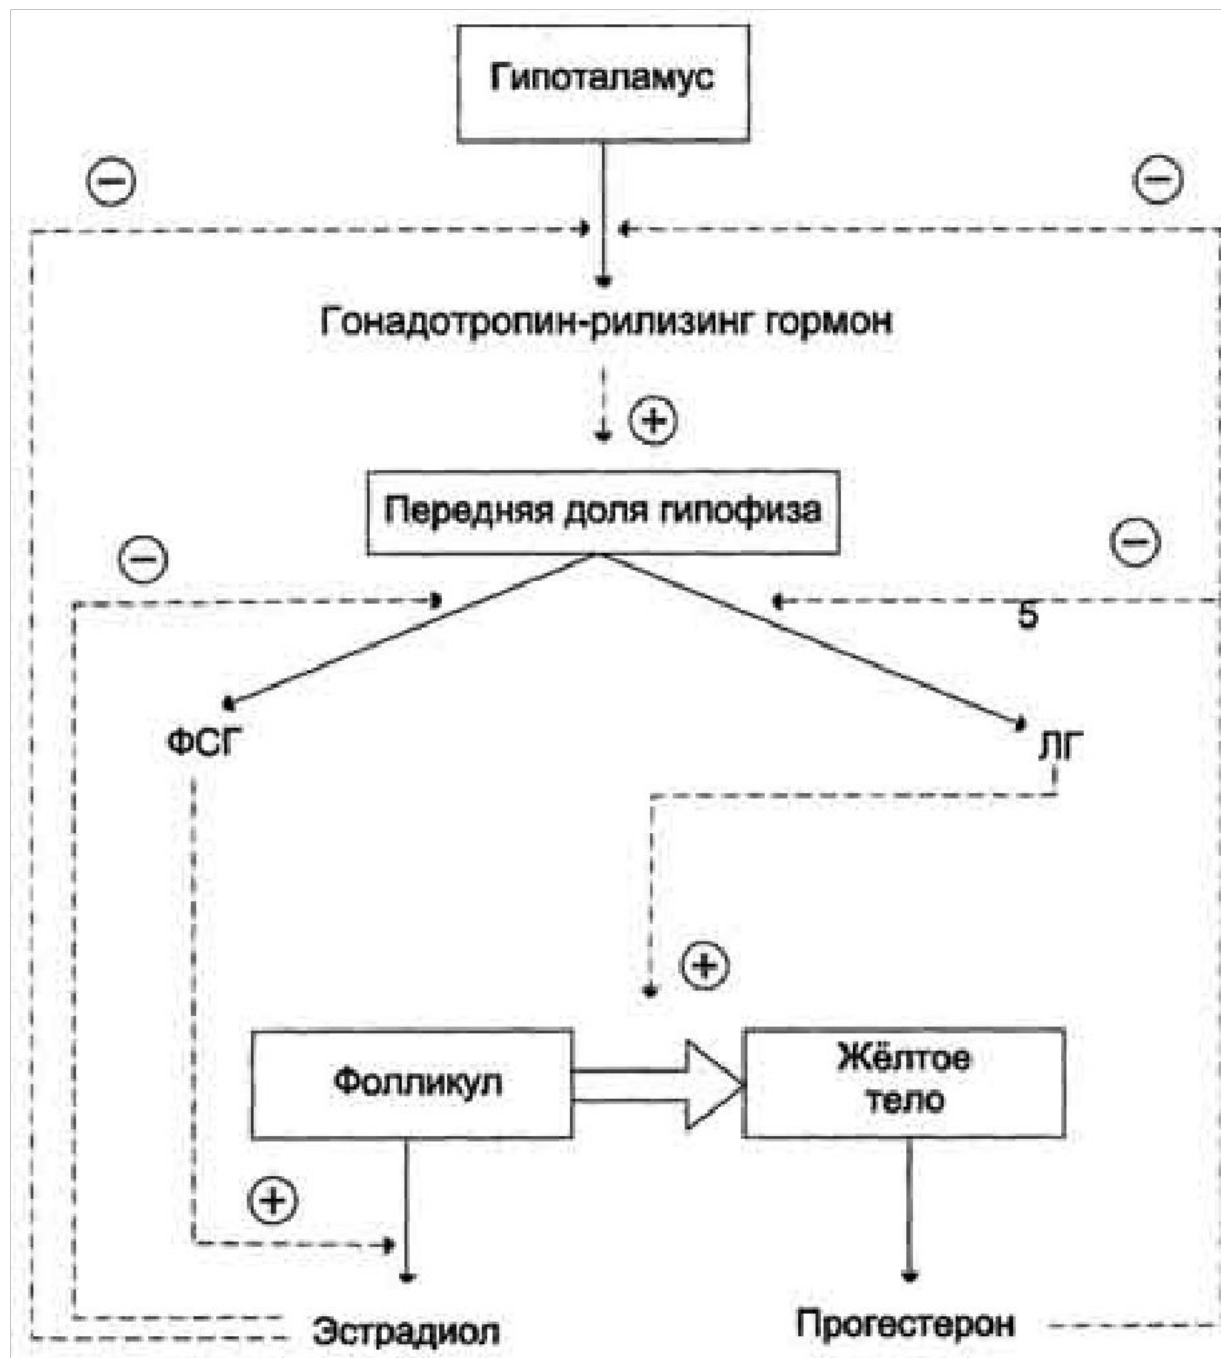 Гипоталамус
−
−
Гонадотропин-рилизинг гормон
+
Передняя доля гипофиза
−
−
5
ФСГ
ЛГ
+
Фолликул
Жёлтое
тело
+
Эстрадиол
Прогестерон